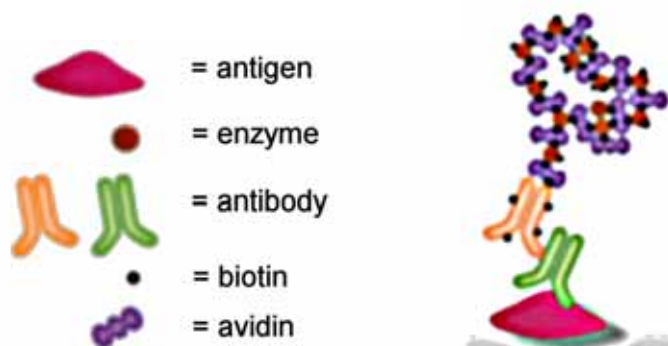 = antigen
= enzyme
= antibody
= biotin
= avidin